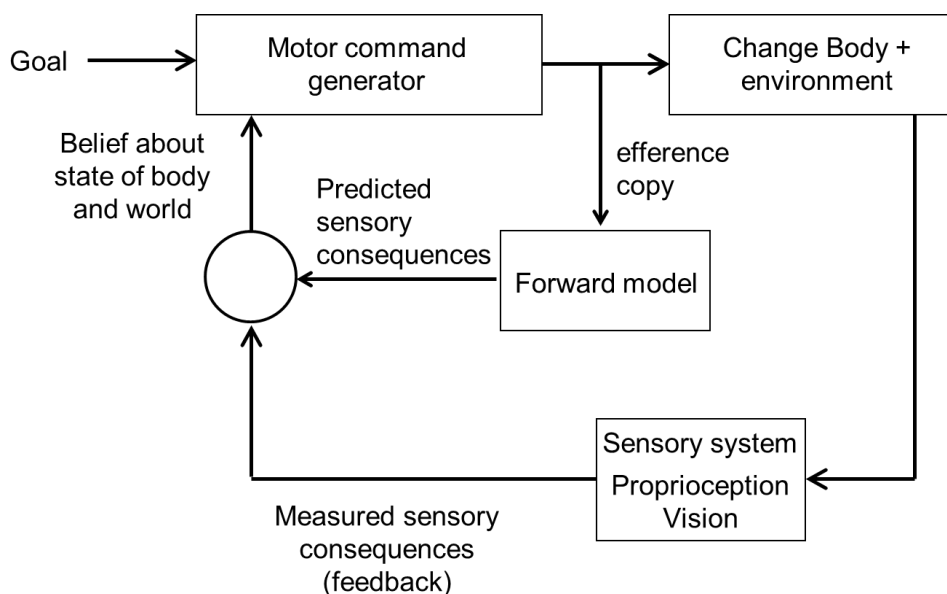 Goal
Motor command
generator
Change Body +
environment
Belief about
state of body
and world
efference
copy
Predicted
sensory
consequences
Forward model
Sensory system
Proprioception
Vision
Measured sensory
consequences
(feedback)